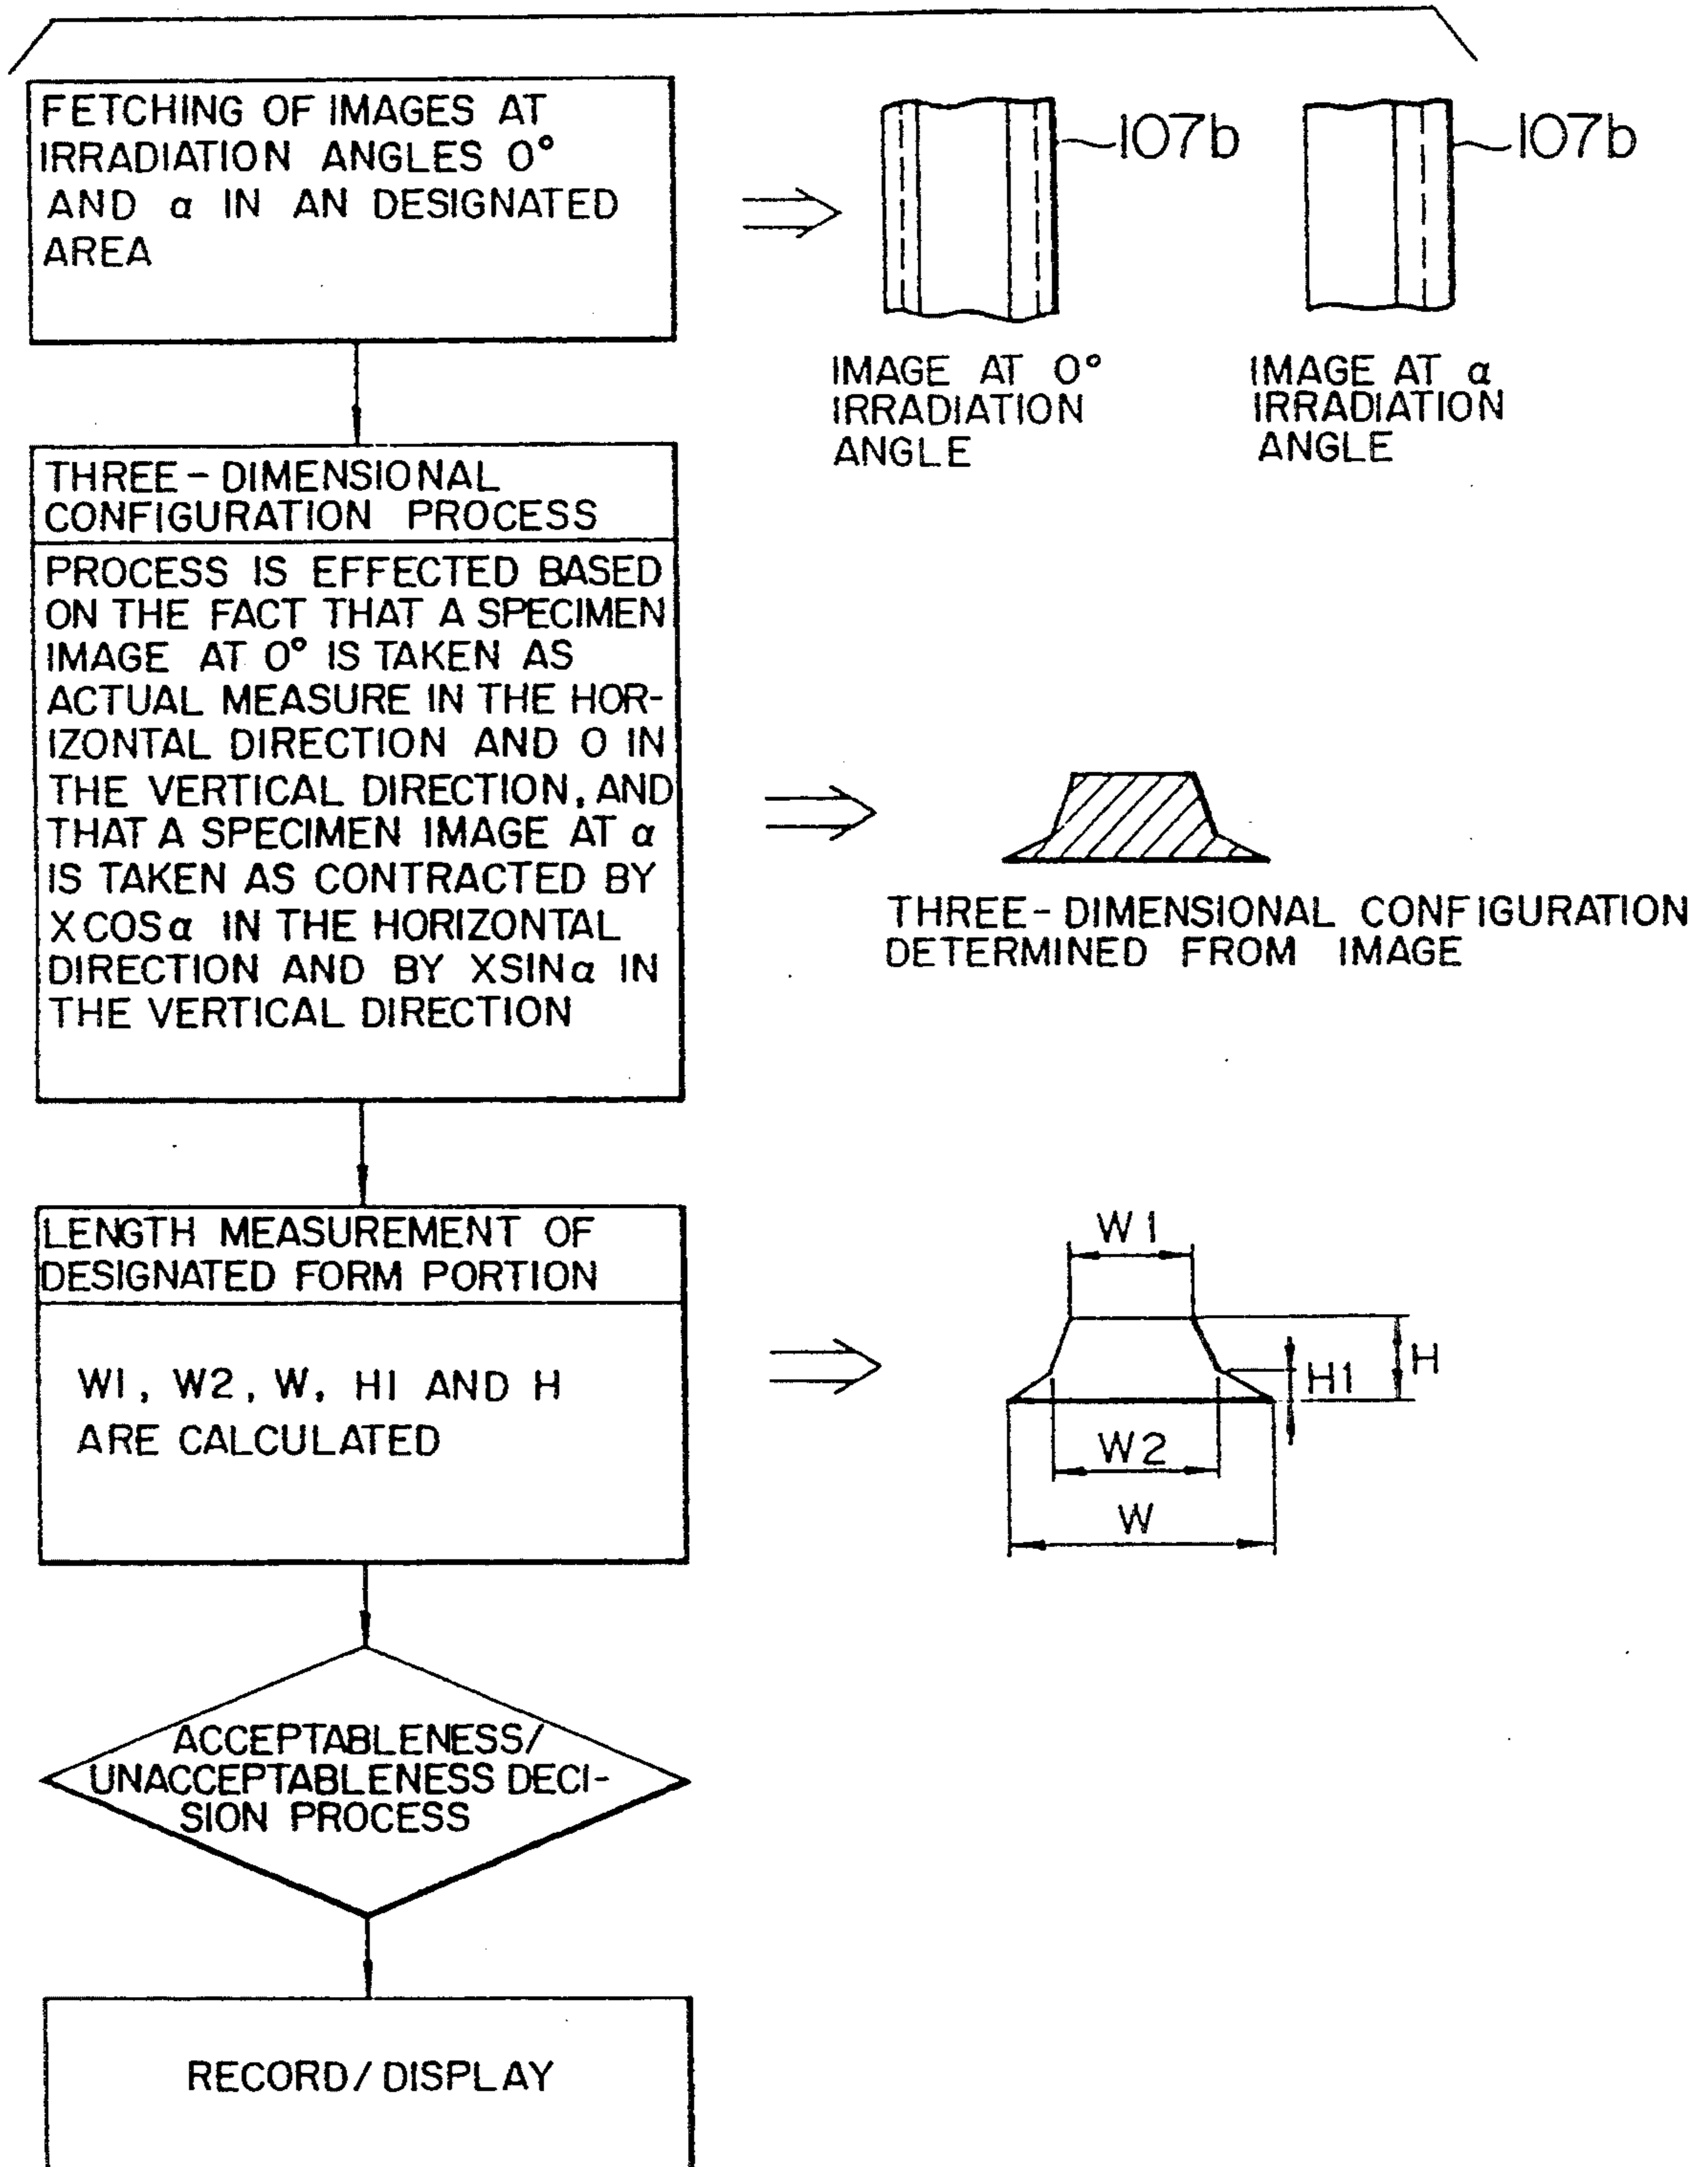 FETCHING OF IMAGES AT
IRRADIATION ANGLES 0°
AND α IN AN DESIGNATED
AREA
107b
107b
IMAGE AT 0°
IRRADIATION
ANGLE
IMAGE AT α
IRRADIATION
ANGLE
THREE-DIMENSIONAL
CONFIGURATION PROCESS
PROCESS IS EFFECTED BASED
ON THE FACT THAT A SPECIMEN
IMAGE AT 0° IS TAKEN AS
ACTUAL MEASURE IN THE HOR-
IZONTAL DIRECTION AND 0 IN
THE VERTICAL DIRECTION, AND
THAT A SPECIMEN IMAGE AT α
IS TAKEN AS CONTRACTED BY
XCOSα IN THE HORIZONTAL
DIRECTION AND BY XSINα IN
THE VERTICAL DIRECTION
THREE-DIMENSIONAL CONFIGURATION
DETERMINED FROM IMAGE
LENGTH MEASUREMENT OF
DESIGNATED FORM PORTION
W1, W2, W, H1 AND H
ARE CALCULATED
W1
H1
H
W2
W
ACCEPTABLENESS/
UNACCEPTABLENESS DECI-
SION PROCESS
RECORD/DISPLAY